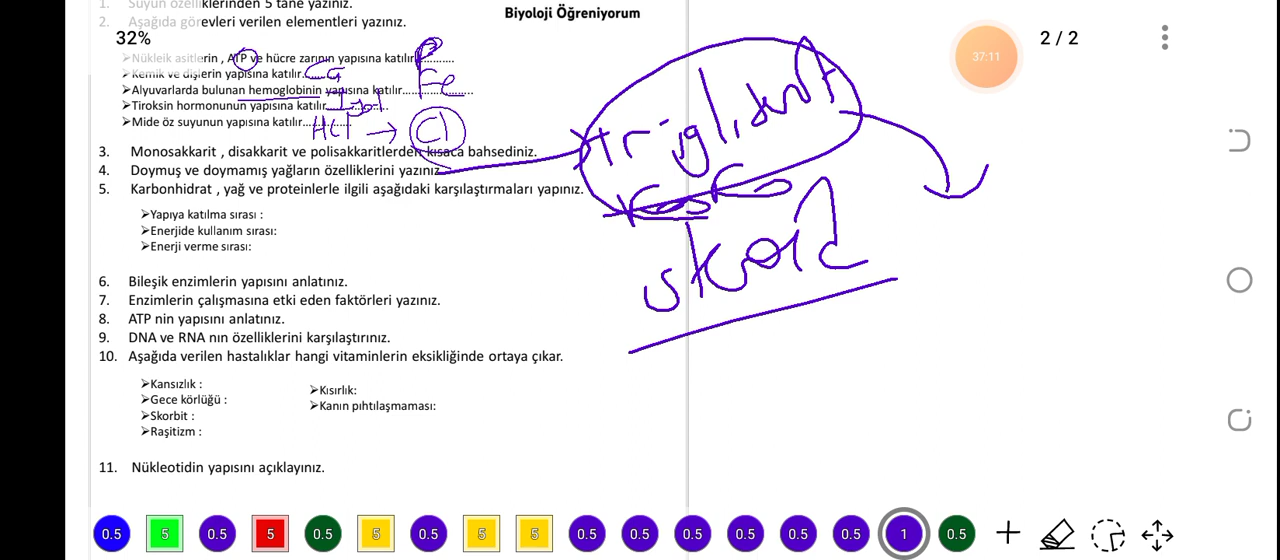 1. Suyun özelliklerinden 5 tane yazınız.
Biyoloji Öğreniyorum
2. Aşağıda görevleri verilen elementleri yazınız.
32%
2 / 2
37:11
➢Nükleik asitlerin , ATP ve hücre zarının yapısına katılır............. P
➢Kemik ve dişlerin yapısına katılır. Ca
➢Alyuvarlarda bulunan hemoglobinin yapısına katılır...................... Fe
➢Tiroksin hormonunun yapısına katılır.................. İyot
➢Mide öz suyunun yapısına katılır............... HCl → Cl
3. Monosakkarit , disakkarit ve polisakkaritlerden kısaca bahsediniz.
4. Doymuş ve doymamış yağların özelliklerini yazınız.
trigliserit
5. Karbonhidrat , yağ ve proteinlerle ilgili aşağıdaki karşılaştırmaları yapınız.
➢Yapıya katılma sırası :
➢Enerjide kullanım sırası:
➢Enerji verme sırası:
steroid
6. Bileşik enzimlerin yapısını anlatınız.
7. Enzimlerin çalışmasına etki eden faktörleri yazınız.
8. ATP nin yapısını anlatınız.
9. DNA ve RNA nın özelliklerini karşılaştırınız.
10. Aşağıda verilen hastalıklar hangi vitaminlerin eksikliğinde ortaya çıkar.
➢Kansızlık :
➢Gece körlüğü :
➢Skorbit :
➢Raşitizm :
➢Kısırlık:
➢Kanın pıhtılaşmaması:
11. Nükleotidin yapısını açıklayınız.
0.5 5 0.5 5 0.5 5 0.5 5 5 0.5 0.5 0.5 0.5 0.5 0.5 1 0.5